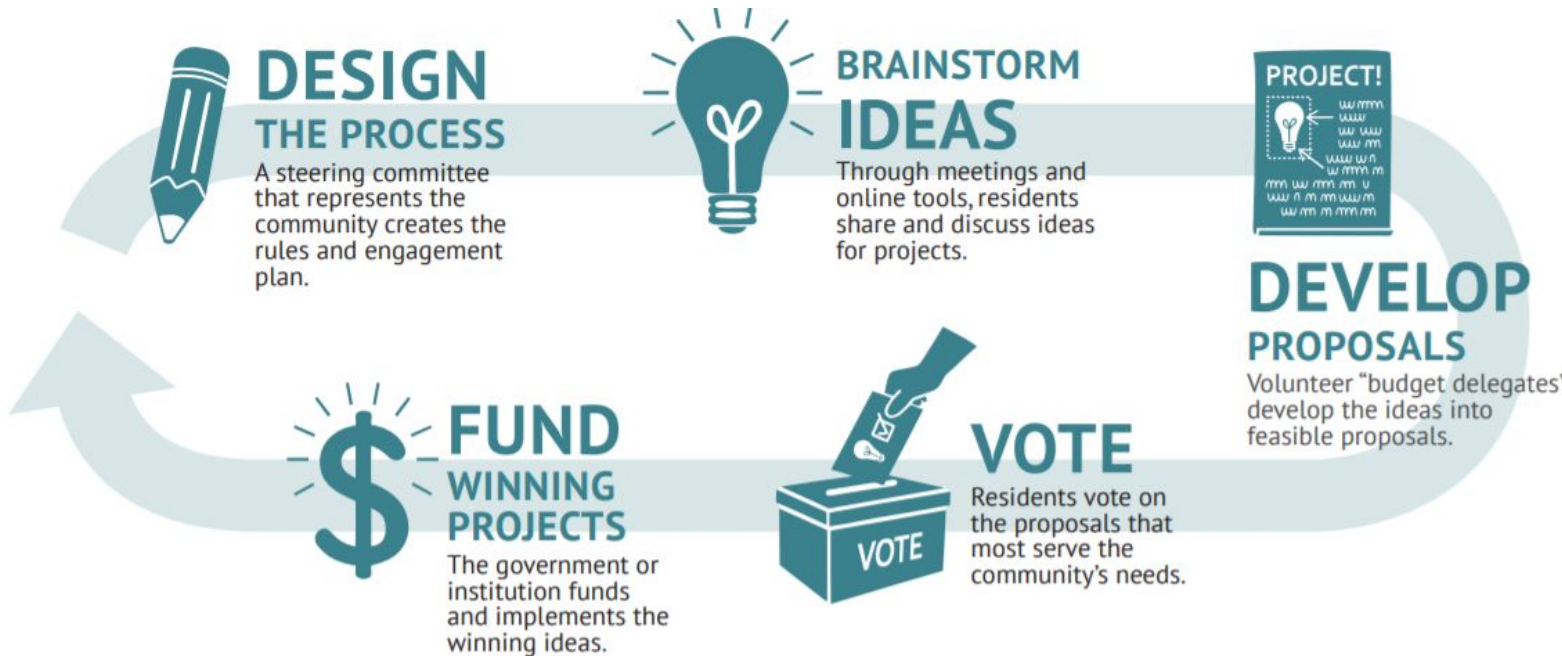 DESIGN
THE PROCESS
A steering committee
that represents the
community creates the
rules and engagement
plan.
BRAINSTORM
IDEAS
Through meetings and
online tools, residents
share and discuss ideas
for projects.
PROJECT!
DEVELOP
PROPOSALS
Volunteer “budget delegates”
develop the ideas into
feasible proposals.
VOTE
Residents vote on
the proposals that
most serve the
community’s needs.
VOTE
FUND
WINNING
PROJECTS
The government or
institution funds
and implements the
winning ideas.